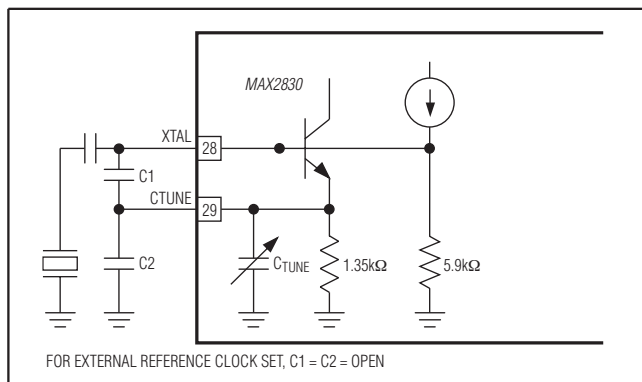 MAX2830
XTAL
28
C1
CTUNE
29
C2
CTUNE
1.35kΩ
5.9kΩ
FOR EXTERNAL REFERENCE CLOCK SET, C1 = C2 = OPEN